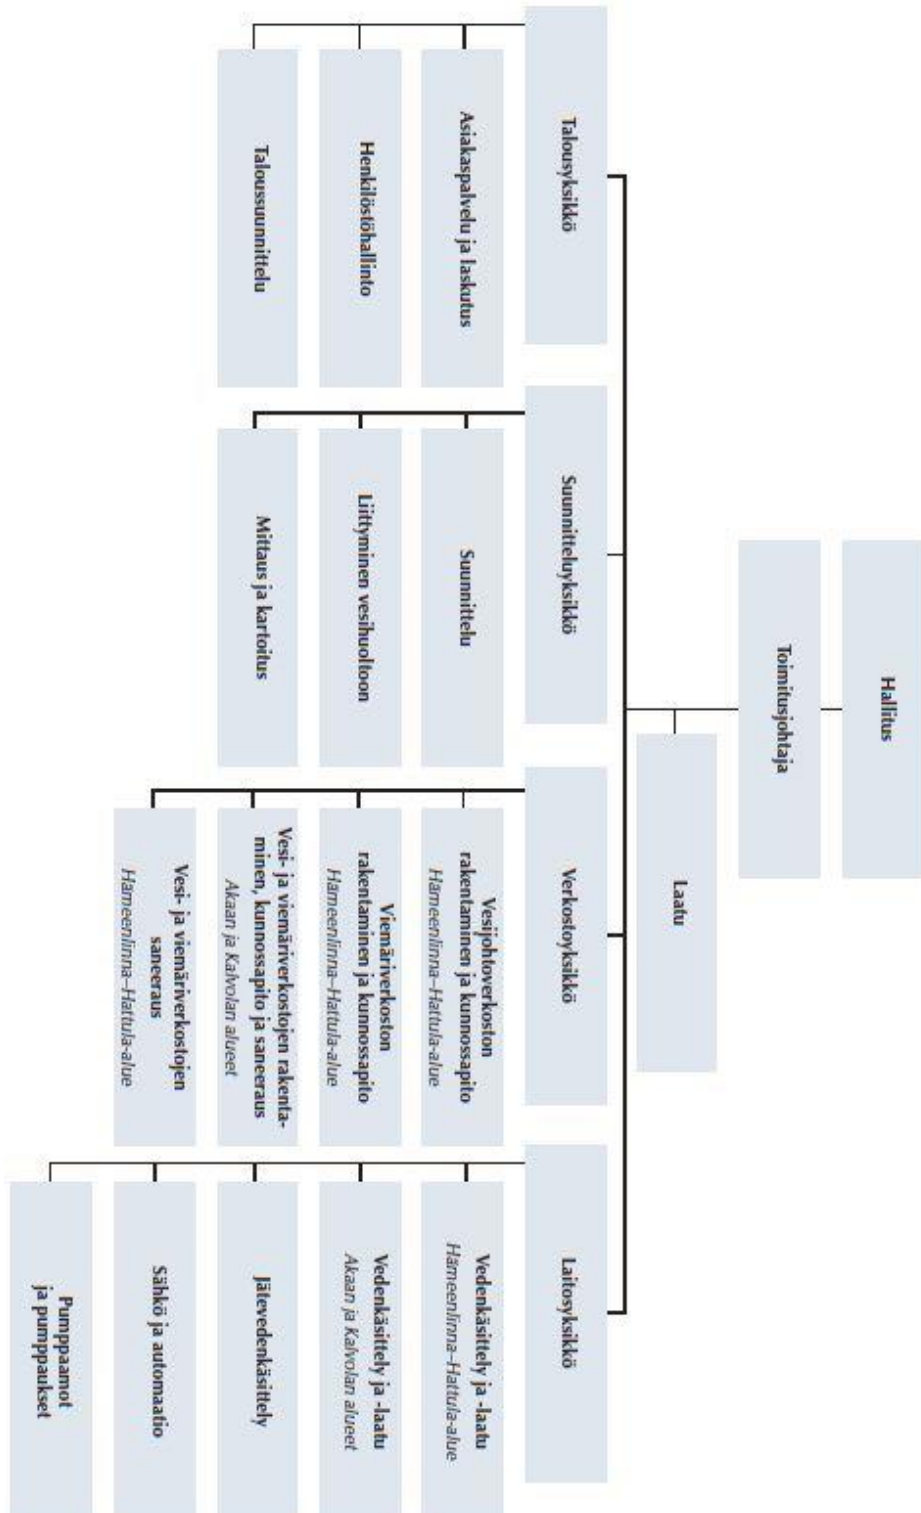 Hallitus
Toimitusjohtaja
Laatu
Talousyksikkö
Asiakaspalvelu ja laskutus
Henkilöstöhallinto
Taloussuunnittelu
Suunnitteluyksikkö
Suunnittelu
Liittyminen vesihuoltoon
Mittaus ja kartoitus
Verkostoyksikkö
Vesijohtoverkoston
rakentaminen ja kunnossapito
Hämeenlinna–Hattula-alue
Viemäriverkoston
rakentaminen ja kunnossapito
Hämeenlinna–Hattula-alue
Vesi- ja viemäriverkostojen rakenta-
minen, kunnossapito ja saneeraus
Akaan ja Kalvolan alueet
Vesi- ja viemäriverkostojen
saneeraus
Hämeenlinna–Hattula-alue
Laitosyksikkö
Vedenkäsittely ja -laatu
Hämeenlinna–Hattula-alue
Vedenkäsittely ja -laatu
Akaan ja Kalvolan alueet
Jätevedenkäsittely
Sähkö ja automaatio
Pumppaamot
ja pumppaukset